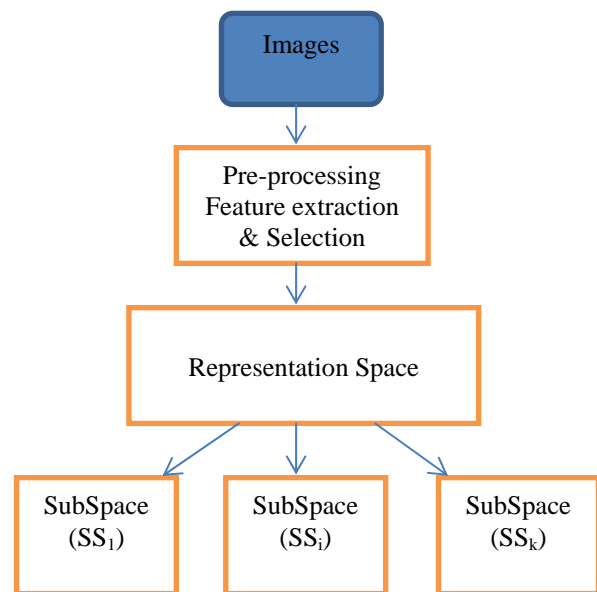 Images
Pre-processing
Feature extraction
& Selection
Representation Space
SubSpace
(SS₁)
SubSpace
(SSᵢ)
SubSpace
(SSₖ)